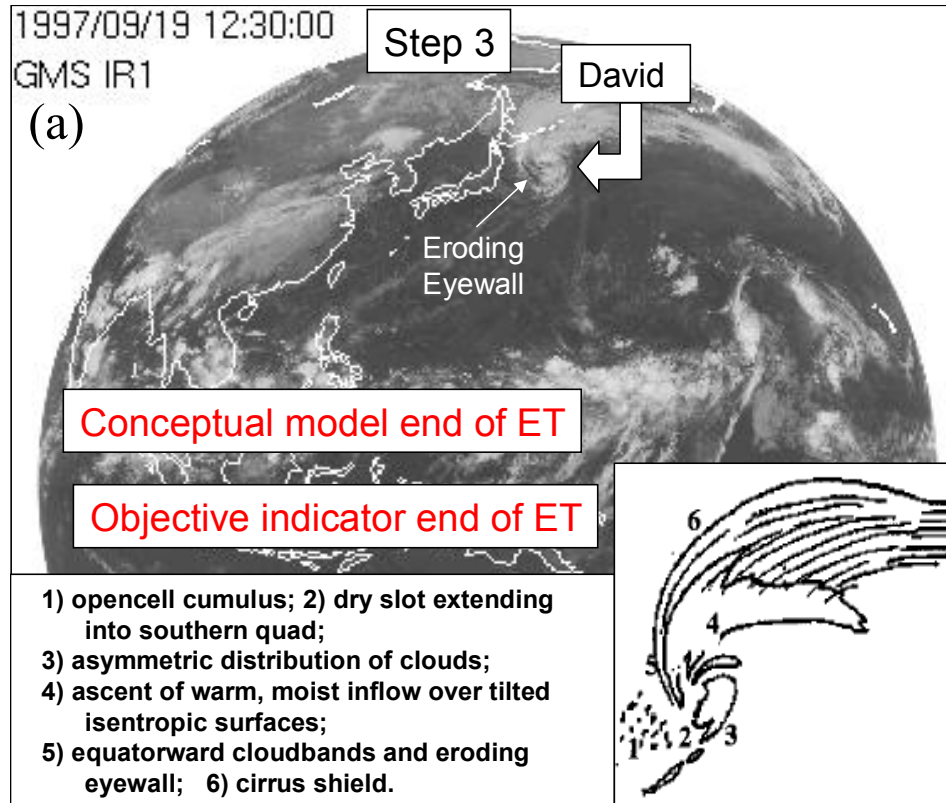 1997/09/19 12:30:00
GMS IR1
Step 3
David
(a)
Eroding
Eyewall
Conceptual model end of ET
Objective indicator end of ET
1) opencell cumulus; 2) dry slot extending
into southern quad;
3) asymmetric distribution of clouds;
4) ascent of warm, moist inflow over tilted
isentropic surfaces;
5) equatorward cloudbands and eroding
eyewall; 6) cirrus shield.
6
4
5
1
2
3